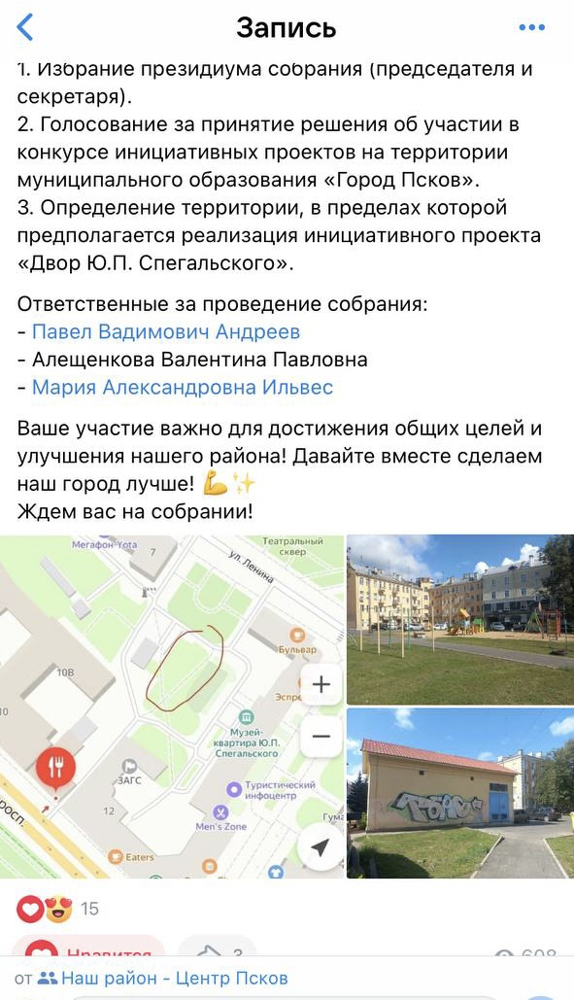 Запись
1. Избрание президиума собрания (председателя и
секретаря).
2. Голосование за принятие решения об участии в
конкурсе инициативных проектов на территории
муниципального образования «Город Псков».
3. Определение территории, в пределах которой
предполагается реализация инициативного проекта
«Двор Ю.П. Спегальского».
Ответственные за проведение собрания:
- Павел Вадимович Андреев
- Алещенкова Валентина Павловна
- Мария Александровна Ильвес
Ваше участие важно для достижения общих целей и
улучшения нашего района! Давайте вместе сделаем
наш город лучше! 💪✨
Ждем вас на собрании!
Мегафон-Yota
7
Театральный
сквер
ул. Ленина
10В
10
Бульвар
Эспре
+
−
Музей-
квартира Ю.П.
Спегальского
ЗАГС
12
Туристический
инфоцентр
Men's Zone
Гума
Eaters
просп.
15
Нравится
3
608
от Наш район - Центр Псков